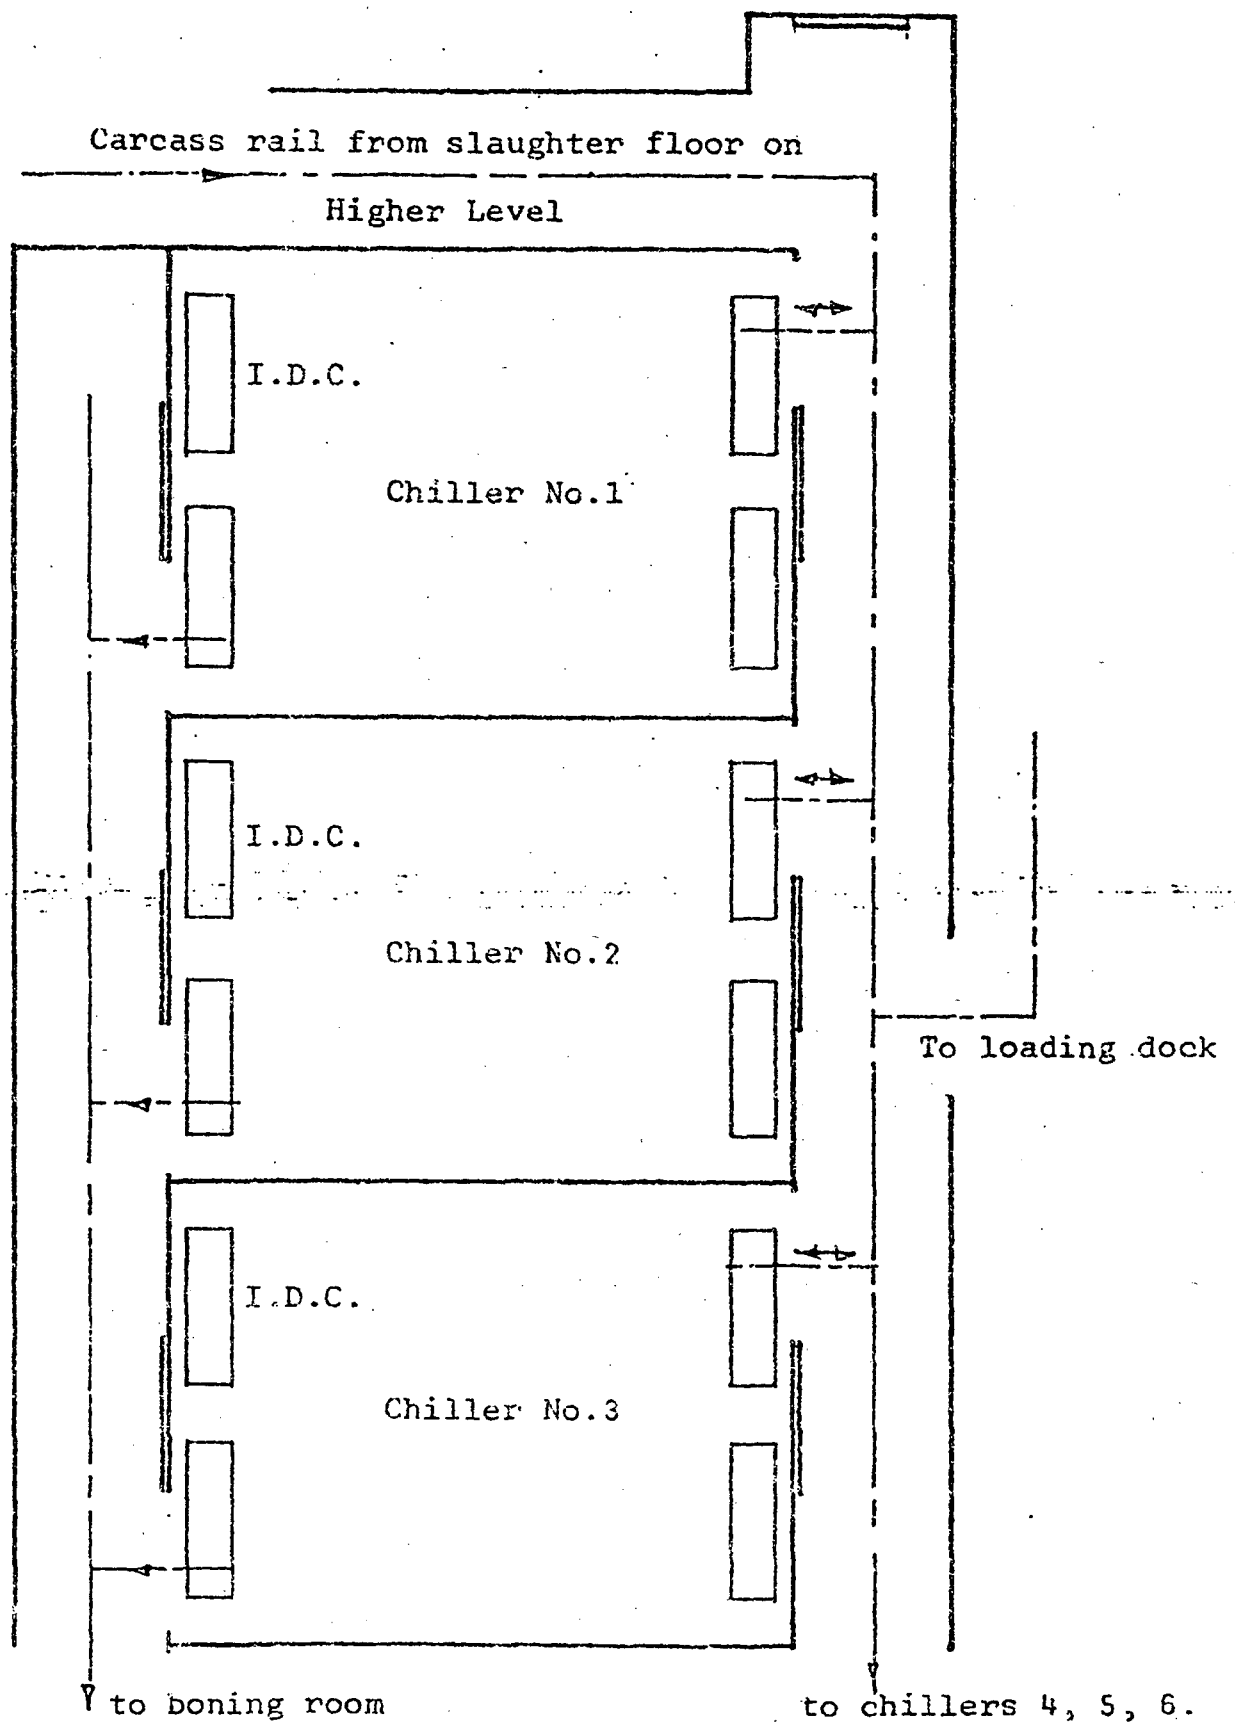 Carcass rail from slaughter floor on
Higher Level
I.D.C.
Chiller No.1
I.D.C.
Chiller No.2
To loading dock
I.D.C.
Chiller No.3
to boning room
to chillers 4, 5, 6.